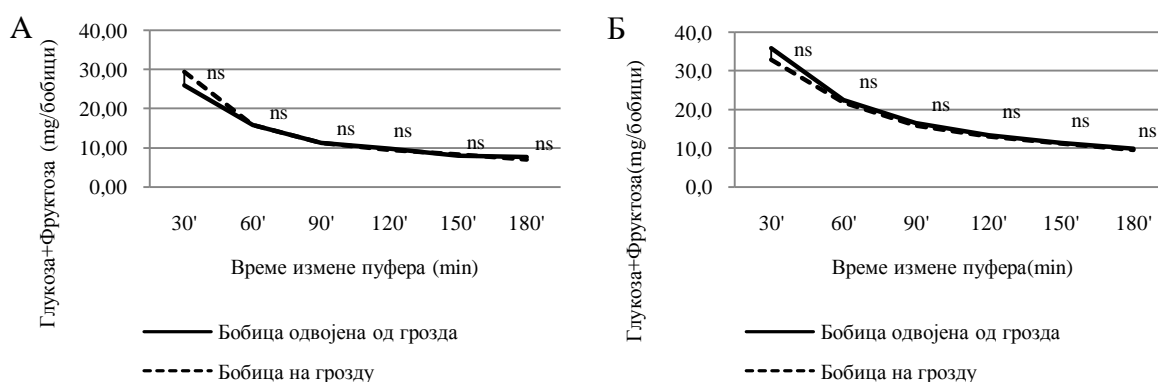 А
Глукоза+Фруктоза (mg/бобици)
40,00
30,00
20,00
10,00
0,00
ns
ns
ns
ns
ns
ns
30'
60'
90'
120'
150'
180'
Време измене пуфера (min)
Бобица одвојена од грозда
Бобица на грозду
Б
Глукоза+Фруктоза(mg/бобици)
40,0
30,0
20,0
10,0
0,0
ns
ns
ns
ns
ns
ns
30'
60'
90'
120'
150'
180'
Време измене пуфера(min)
Бобица одвојена од грозда
Бобица на грозду